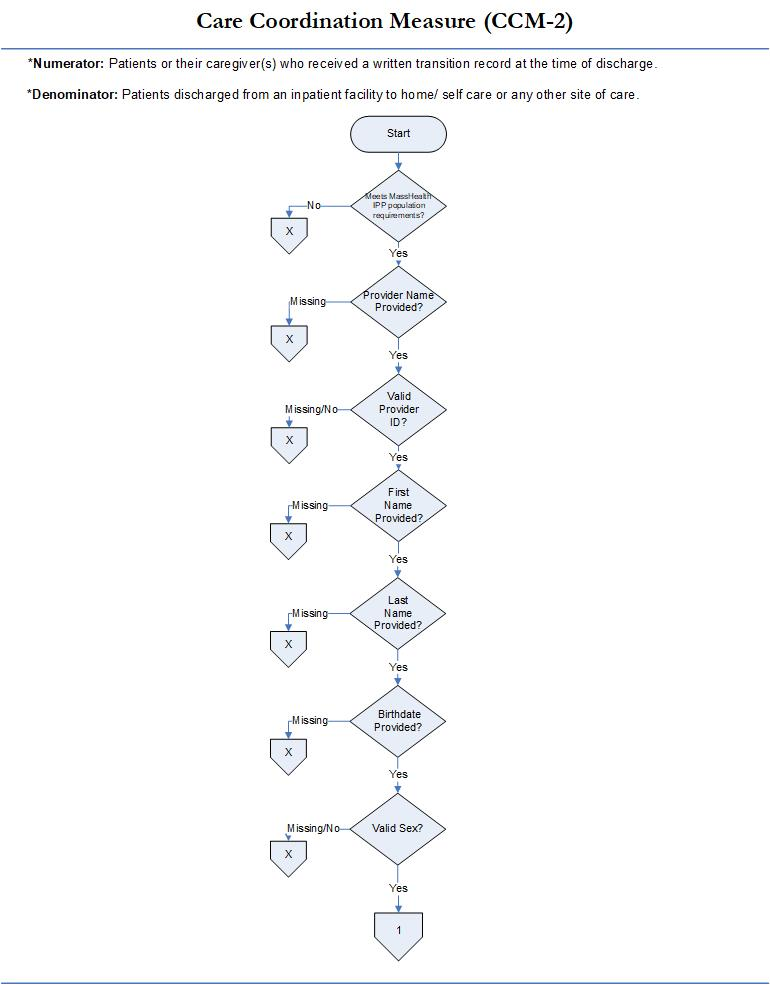 Care Coordination Measure (CCM-2)
*Numerator: Patients or their caregiver(s) who received a written transition record at the time of discharge.
*Denominator: Patients discharged from an inpatient facility to home/ self care or any other site of care.
Start
Meets MassHealth
IPP population
requirements?
No
X
Yes
Provider Name
Provided?
Missing
X
Yes
Valid
Provider
ID?
Missing/No
X
Yes
First
Name
Provided?
Missing
X
Yes
Last
Name
Provided?
Missing
X
Yes
Birthdate
Provided?
Missing
X
Yes
Valid Sex?
Missing/No
X
Yes
1